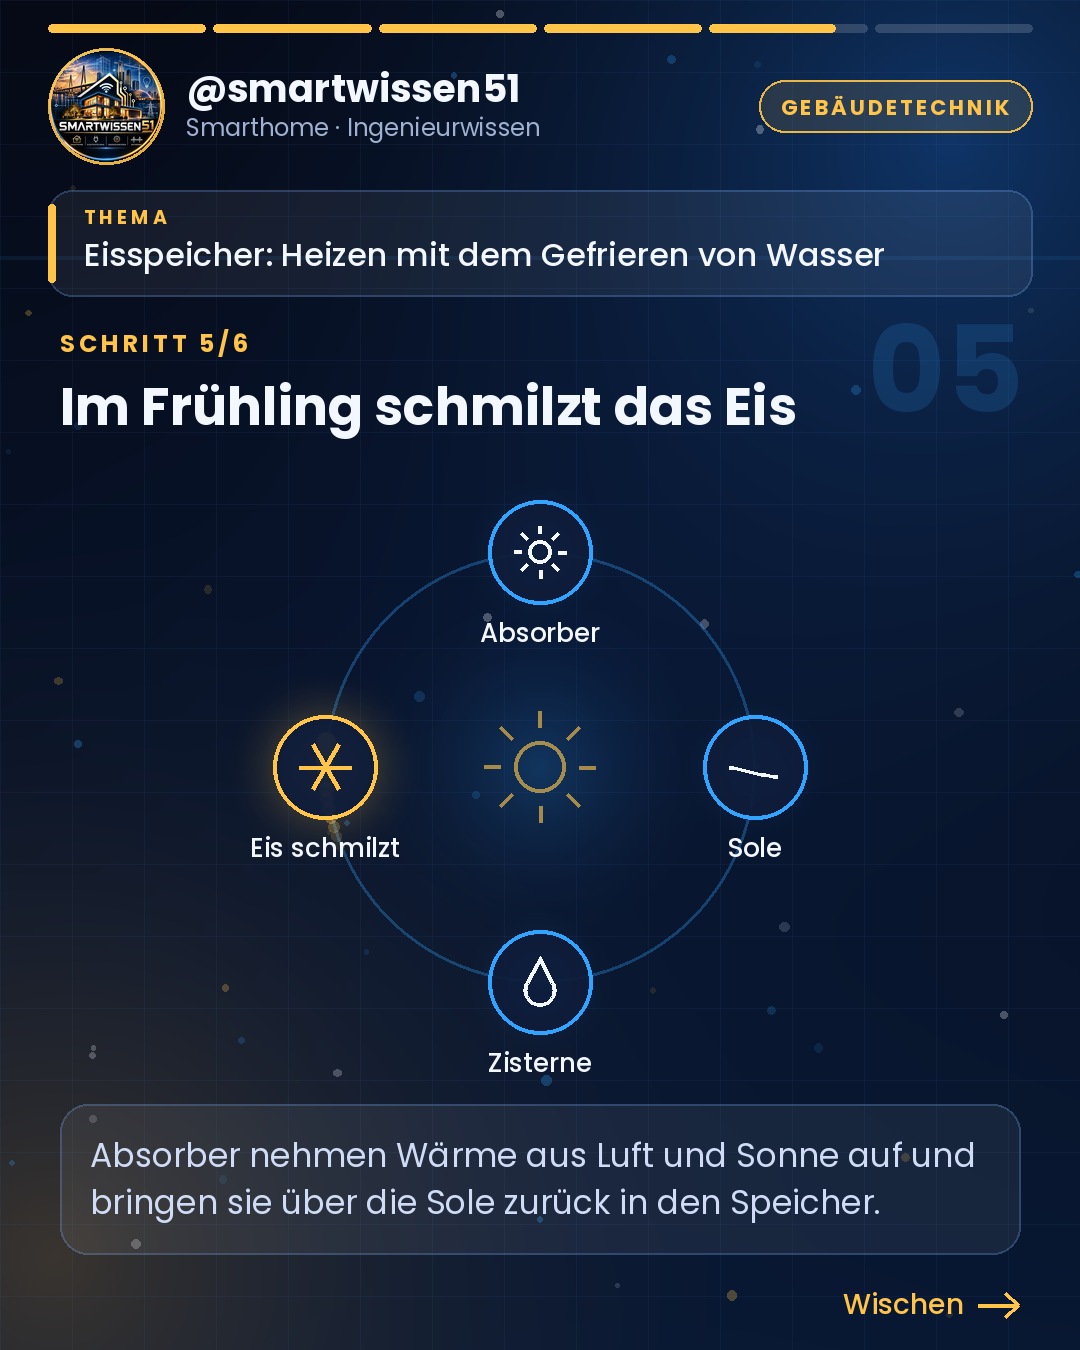 @smartwissen51
Smarthome · Ingenieurwissen
GEBÄUDETECHNIK
SMARTWISSEN51
THEMA
Eisspeicher: Heizen mit dem Gefrieren von Wasser
SCHRITT 5/6
05
Im Frühling schmilzt das Eis
Absorber
Eis schmilzt
Sole
Zisterne
Absorber nehmen Wärme aus Luft und Sonne auf und
bringen sie über die Sole zurück in den Speicher.
Wischen →